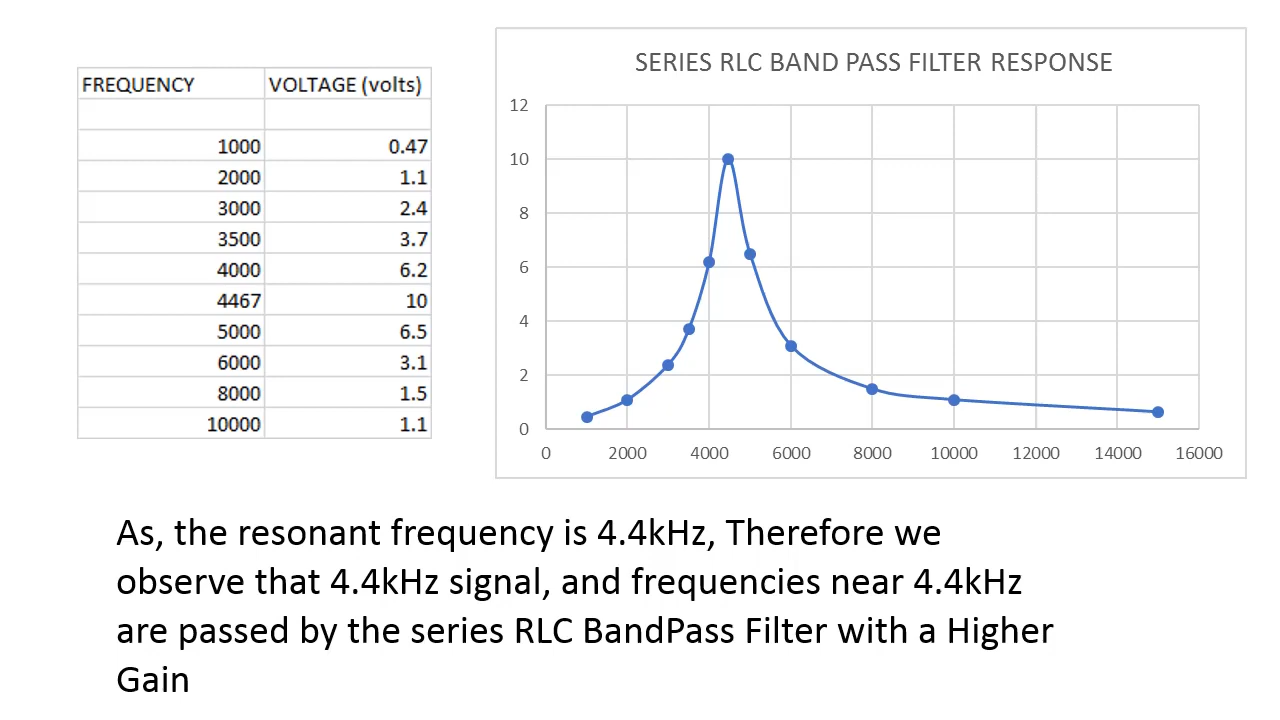 FREQUENCY VOLTAGE (volts)
1000 0.47
2000 1.1
3000 2.4
3500 3.7
4000 6.2
4467 10
5000 6.5
6000 3.1
8000 1.5
10000 1.1
SERIES RLC BAND PASS FILTER RESPONSE
12
10
8
6
4
2
0
0 2000 4000 6000 8000 10000 12000 14000 16000
As, the resonant frequency is 4.4kHz, Therefore we
observe that 4.4kHz signal, and frequencies near 4.4kHz
are passed by the series RLC BandPass Filter with a Higher
Gain